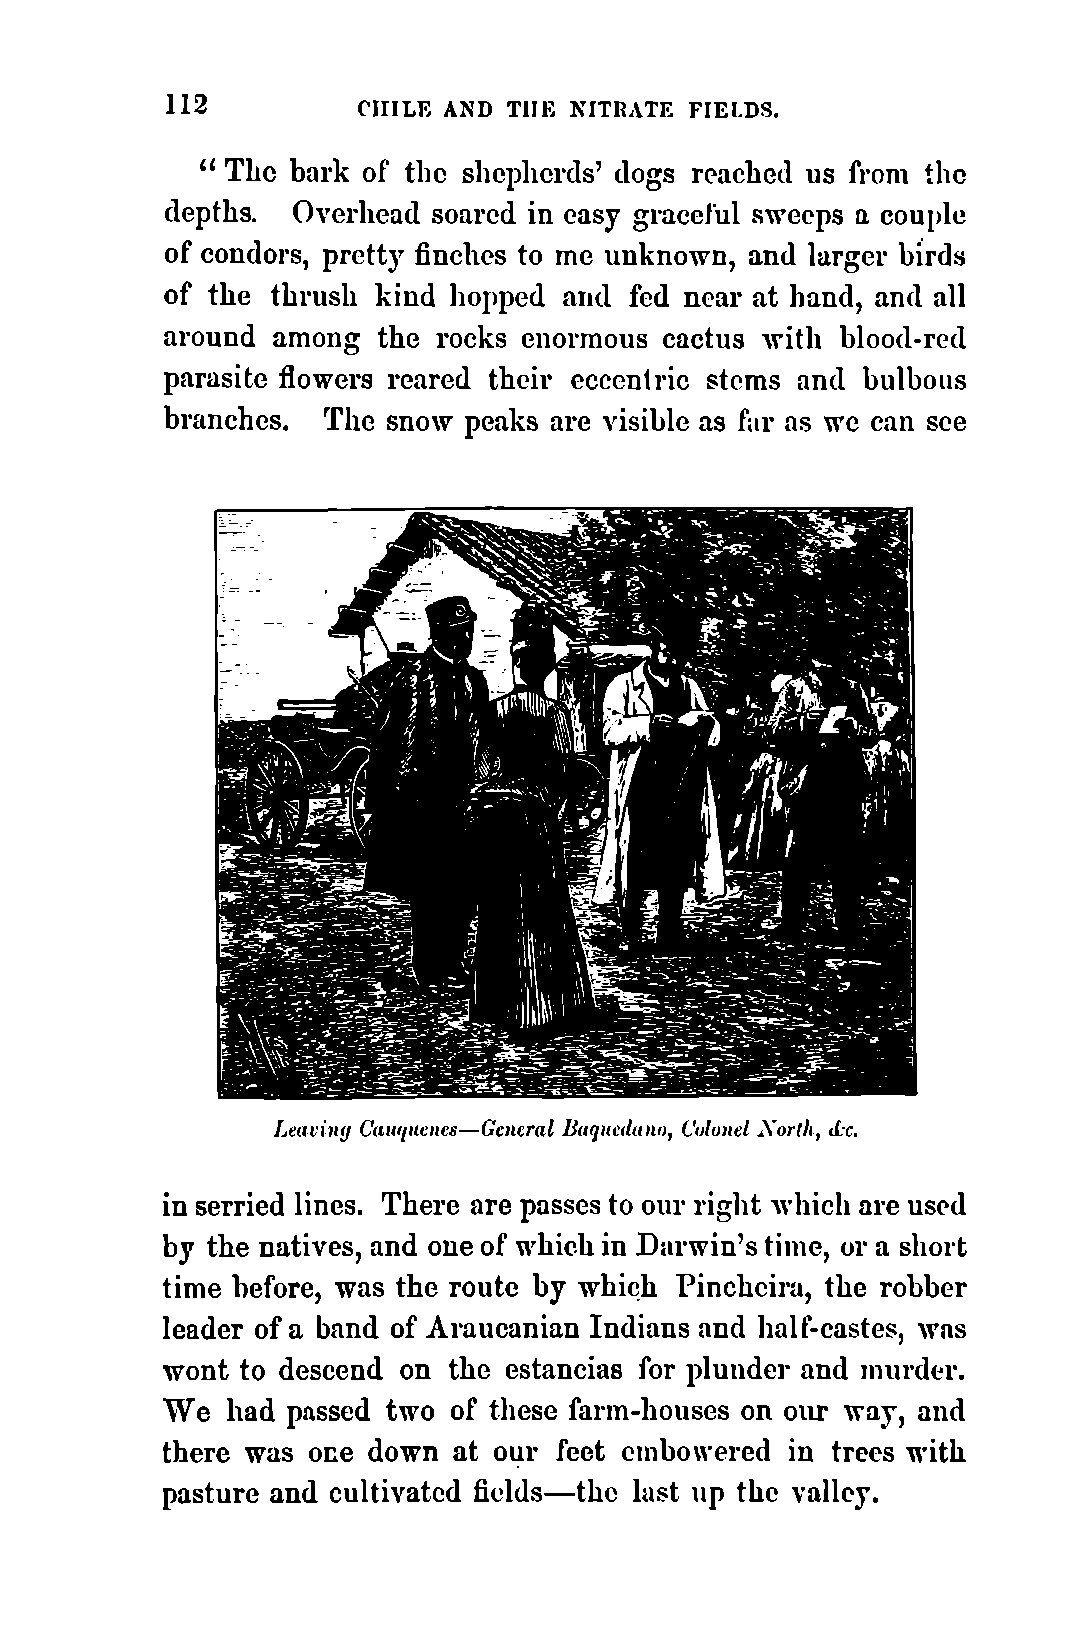 112 CHILE AND THE NITRATE FIELDS.
“ The bark of the shepherds’ dogs reached us from the
depths. Overhead soared in easy graceful sweeps a couple
of condors, pretty finches to me unknown, and larger birds
of the thrush kind hopped and fed near at hand, and all
around among the rocks enormous cactus with blood-red
parasite flowers reared their eccentric stems and bulbous
branches. The snow peaks are visible as far as we can see
Leaving Cauquenes—General Baquedano, Colonel North, &c.
in serried lines. There are passes to our right which are used
by the natives, and one of which in Darwin’s time, or a short
time before, was the route by which Pincheira, the robber
leader of a band of Araucanian Indians and half-castes, was
wont to descend on the estancias for plunder and murder.
We had passed two of these farm-houses on our way, and
there was one down at our feet embowered in trees with
pasture and cultivated fields—the last up the valley.